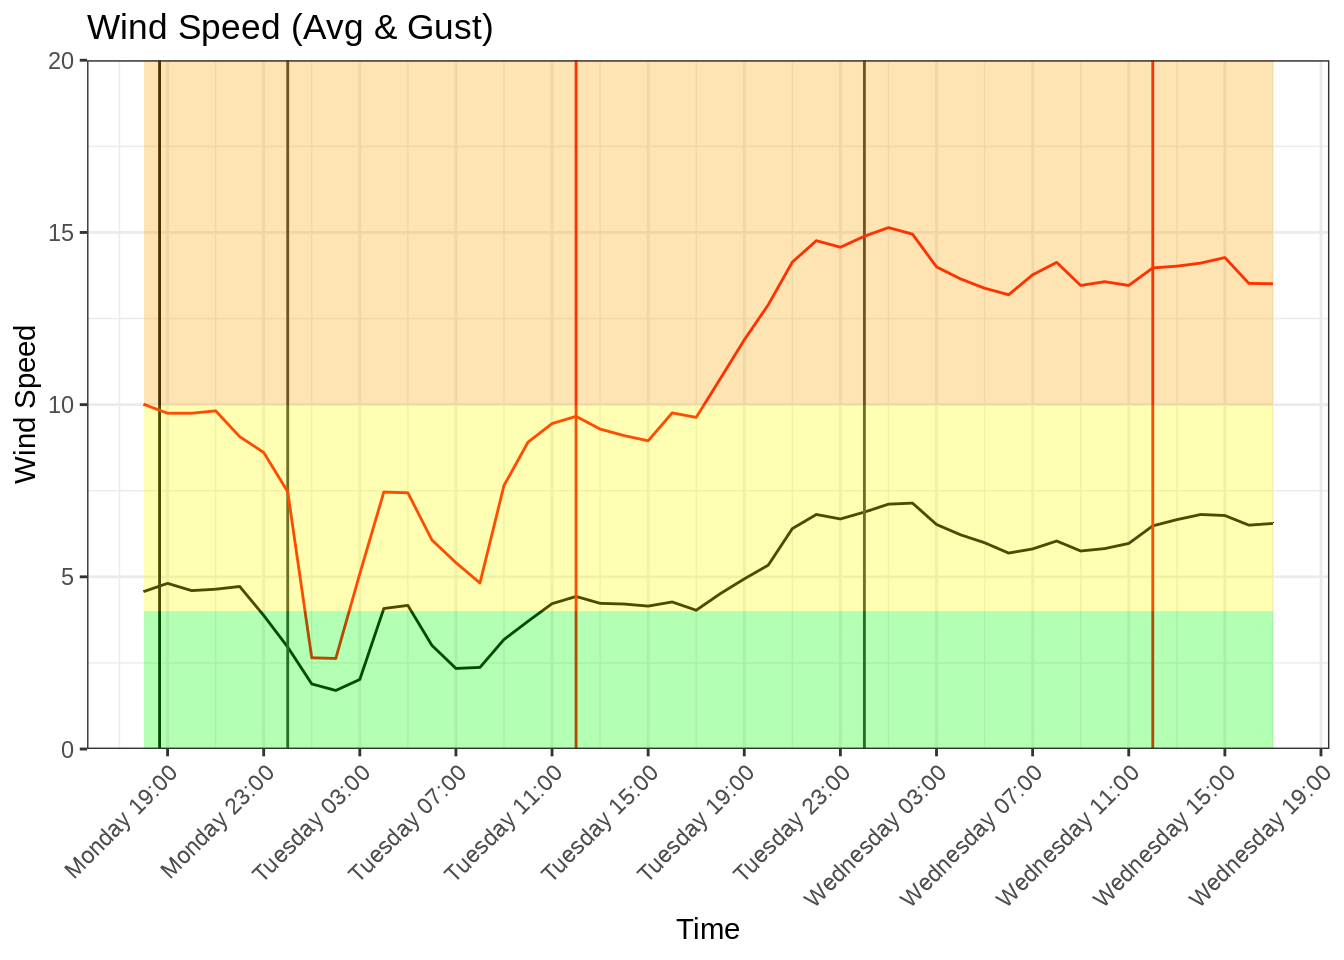 Wind Speed (Avg & Gust)
20
15
10
5
0
Wind Speed
Monday 19:00
Monday 23:00
Tuesday 03:00
Tuesday 07:00
Tuesday 11:00
Tuesday 15:00
Tuesday 19:00
Tuesday 23:00
Wednesday 03:00
Wednesday 07:00
Wednesday 11:00
Wednesday 15:00
Wednesday 19:00
Time